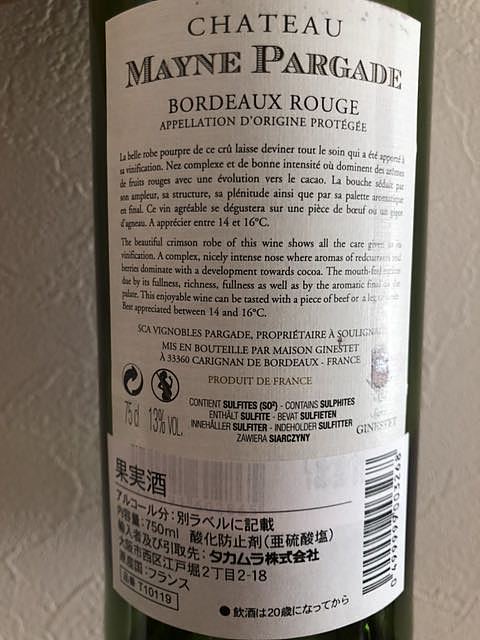 CHATEAU
MAYNE PARGADE
BORDEAUX ROUGE
APPELLATION D'ORIGINE PROTÉGÉE
La belle robe pourpre de ce crû laisse deviner tout le soin qui a été apporté à
sa vinification. Nez complexe et de bonne intensité où dominent des arômes
de fruits rouges avec une évolution vers le cacao. La bouche séduit par
son ampleur, sa structure, sa plénitude ainsi que par sa palette aromatique
en final. Ce vin agréable se dégustera sur une pièce de bœuf ou un gigot
d'agneau. A apprécier entre 14 et 16°C.
The beautiful crimson robe of this wine shows all the care given to its
vinification. A complex, nicely intense nose where aromas of redcurrants and
berries dominate with a development towards cocoa. The mouth-feel
due by its fullness, richness, fullness as well as by the aromatic final
palate. This enjoyable wine can be tasted with a piece of beef or a leg of
Best appreciated between 14 and 16°C.
SCA VIGNOBLES PARGADE, PROPRIÉTAIRE À
MIS EN BOUTEILLE PAR MAISON GINESTET
À 33360 CARIGNAN DE BORDEAUX - FRANCE
PRODUIT DE FRANCE
75 cl 13% VOL.
CONTIENT SULFITES (SO²) - CONTAINS SULPHITES
ENTHÄLT SULFITE - BEVAT SULFIETEN
INNEHÅLLER SULFITER - INDEHOLDER SULFITTER
ZAWIERA SIARCZYNY
GINESTET
果実酒
アルコール分：別ラベルに記載
内容量：750ml 酸化防止剤(亜硫酸塩)
輸入者及び引取先：タカムラ株式会社
大阪市西区江戸堀2丁目2-18
原産国：フランス
品番 T10119
●飲酒は20歳になってから
0499999003268